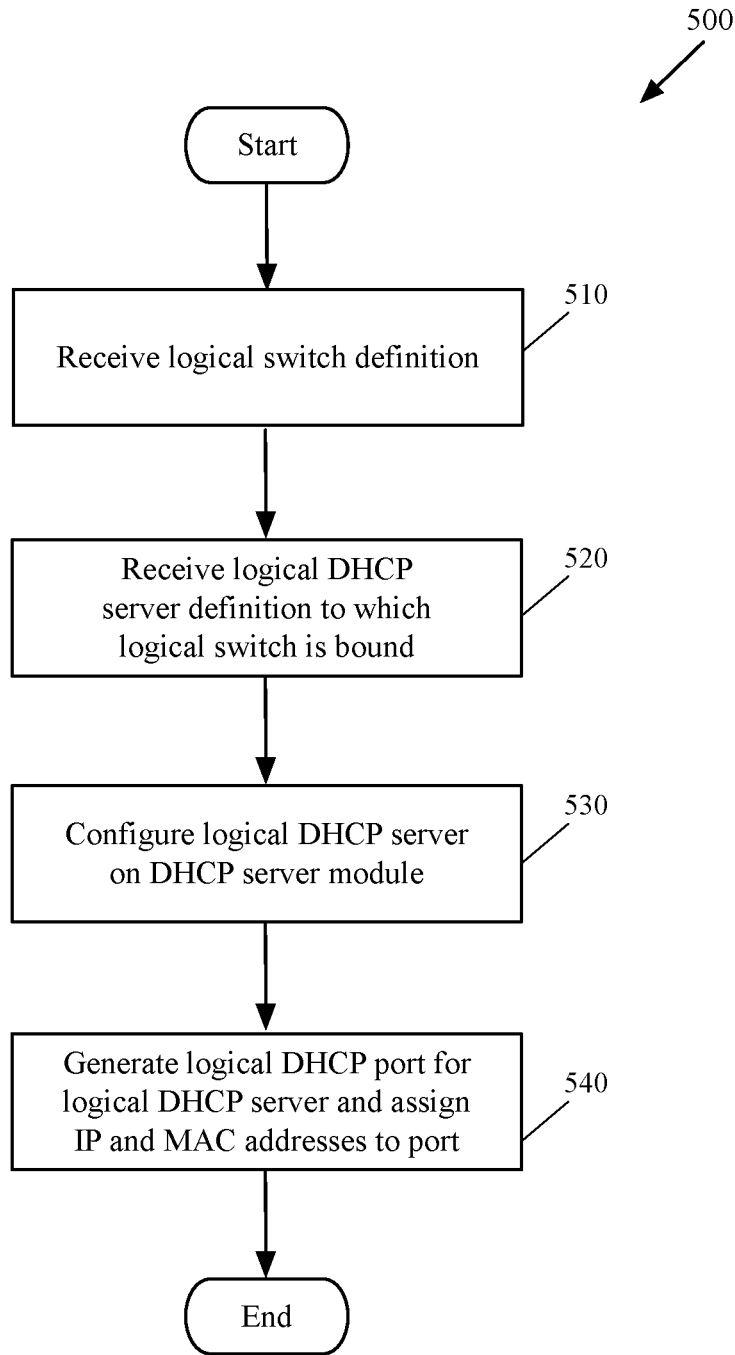 500
Start
510
Receive logical switch definition
520
Receive logical DHCP
server definition to which
logical switch is bound
530
Configure logical DHCP server
on DHCP server module
540
Generate logical DHCP port for
logical DHCP server and assign
IP and MAC addresses to port
End